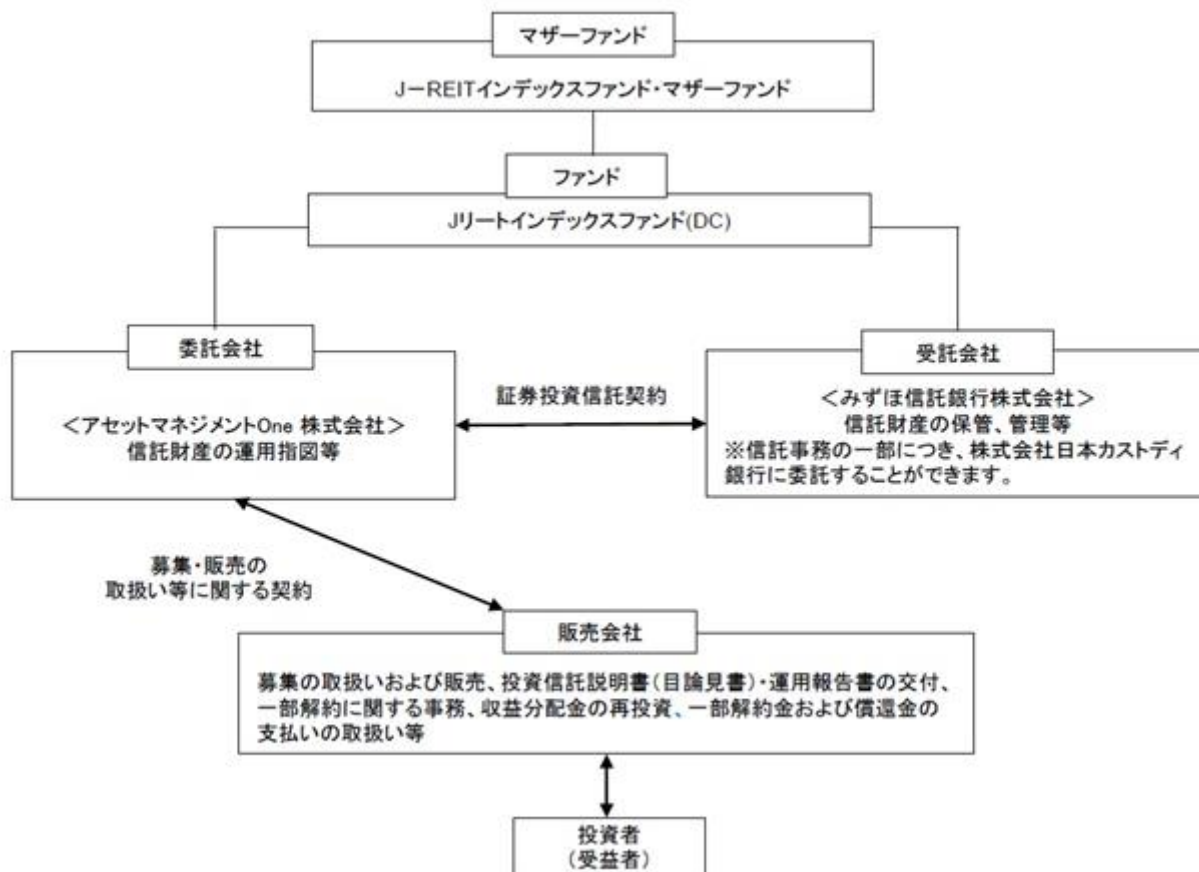 マザーファンド
J－REITインデックスファンド・マザーファンド
ファンド
Jリートインデックスファンド(DC)
委託会社
＜アセットマネジメントOne 株式会社＞
信託財産の運用指図等
証券投資信託契約
受託会社
＜みずほ信託銀行株式会社＞
信託財産の保管、管理等
※信託事務の一部につき、株式会社日本カストディ
銀行に委託することができます。
募集・販売の
取扱い等に関する契約
販売会社
募集の取扱いおよび販売、投資信託説明書(目論見書)・運用報告書の交付、
一部解約に関する事務、収益分配金の再投資、一部解約金および償還金の
支払いの取扱い等
投資者
(受益者)